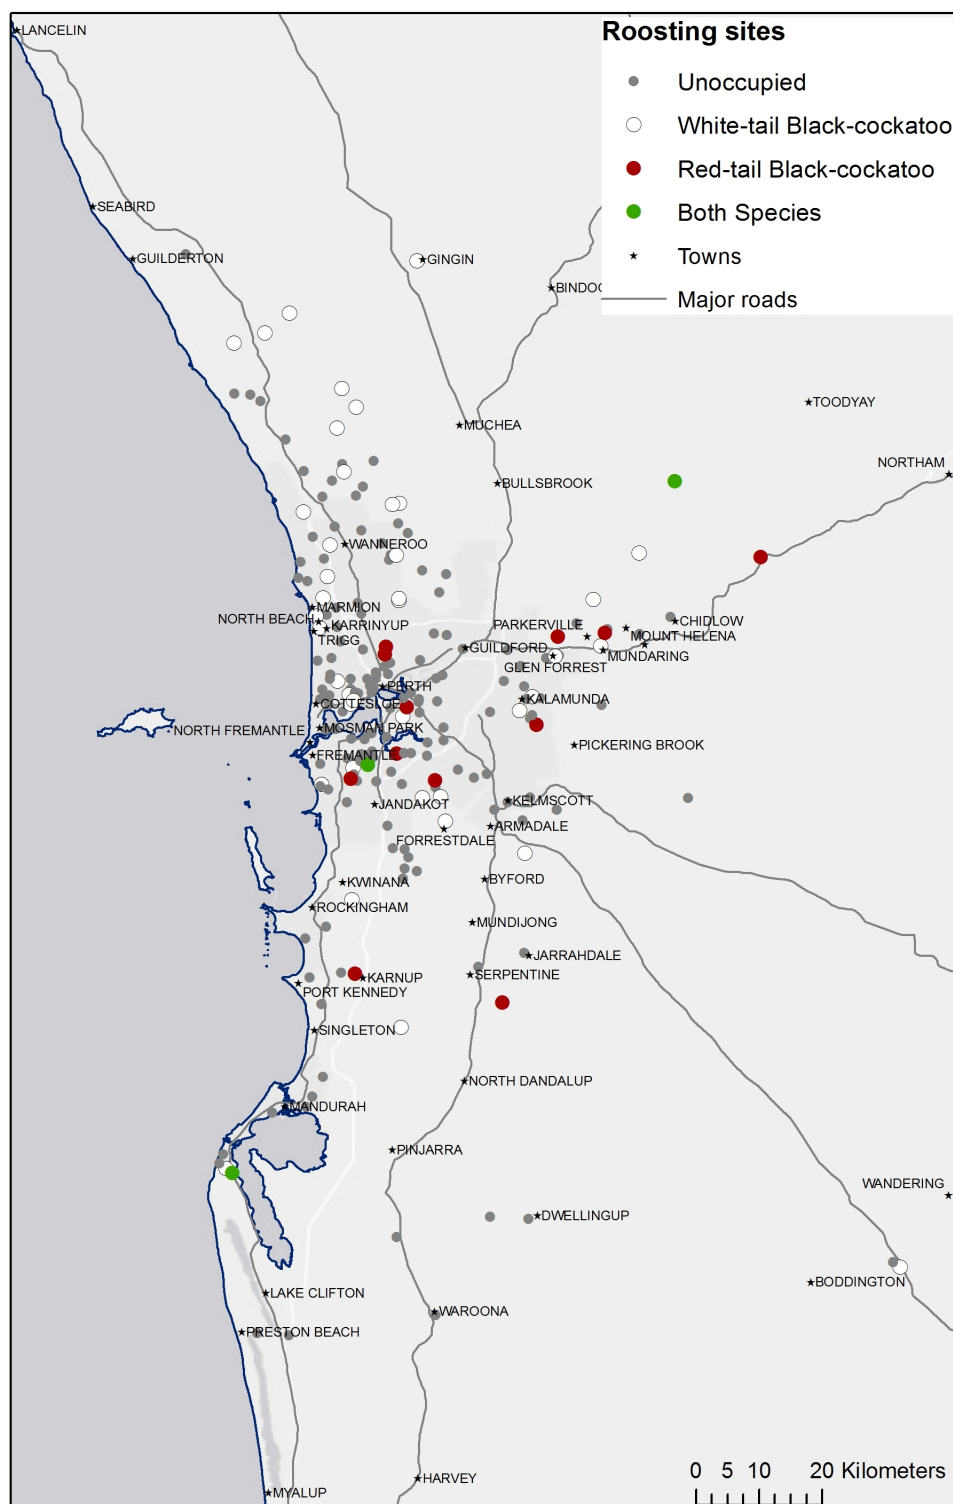 LANCELIN
Roosting sites
Unoccupied
White-tail Black-cockatoo
Red-tail Black-cockatoo
Both Species
Towns
Major roads
SEABIRD
GUILDERTON
GINGIN
BINDOO
TOODYAY
MUCHEA
NORTHAM
BULLSBROOK
WANNEROO
MARMION
NORTH BEACH
KARRINYUP
TRIGG
PARKERVILLE
CHIDLOW
MOUNT HELENA
GUILDFORD
GLEN FORREST
MUNDARING
PERTH
COTTESLOE
KALAMUNDA
NORTH FREMANTLE
MOSMAN PARK
PICKERING BROOK
FREMANTLE
JANDAKOT
KELMSCOTT
ARMADALE
FORRESTDALE
KWINANA
BYFORD
ROCKINGHAM
MUNDIJONG
JARRAHDALE
KARNUP
SERPENTINE
PORT KENNEDY
SINGLETON
NORTH DANDALUP
MANDURAH
PINJARRA
WANDERING
DWELLINGUP
BODDINGTON
LAKE CLIFTON
WAROONA
PRESTON BEACH
0 5 10 20 Kilometers
HARVEY
MYALUP